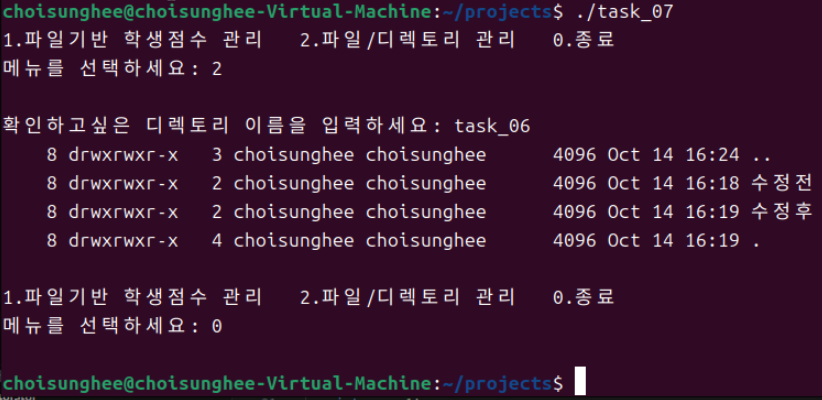 choisunghee@choisunghee-Virtual-Machine:~/projects$ ./task_07
1.파일기반 학생점수 관리   2.파일/디렉토리 관리   0.종료
메뉴를 선택하세요: 2

확인하고싶은 디렉토리 이름을 입력하세요: task_06
    8 drwxrwxr-x   3 choisunghee choisunghee      4096 Oct 14 16:24 ..
    8 drwxrwxr-x   2 choisunghee choisunghee      4096 Oct 14 16:18 수정전
    8 drwxrwxr-x   2 choisunghee choisunghee      4096 Oct 14 16:19 수정후
    8 drwxrwxr-x   4 choisunghee choisunghee      4096 Oct 14 16:19 .

1.파일기반 학생점수 관리   2.파일/디렉토리 관리   0.종료
메뉴를 선택하세요: 0

choisunghee@choisunghee-Virtual-Machine:~/projects$